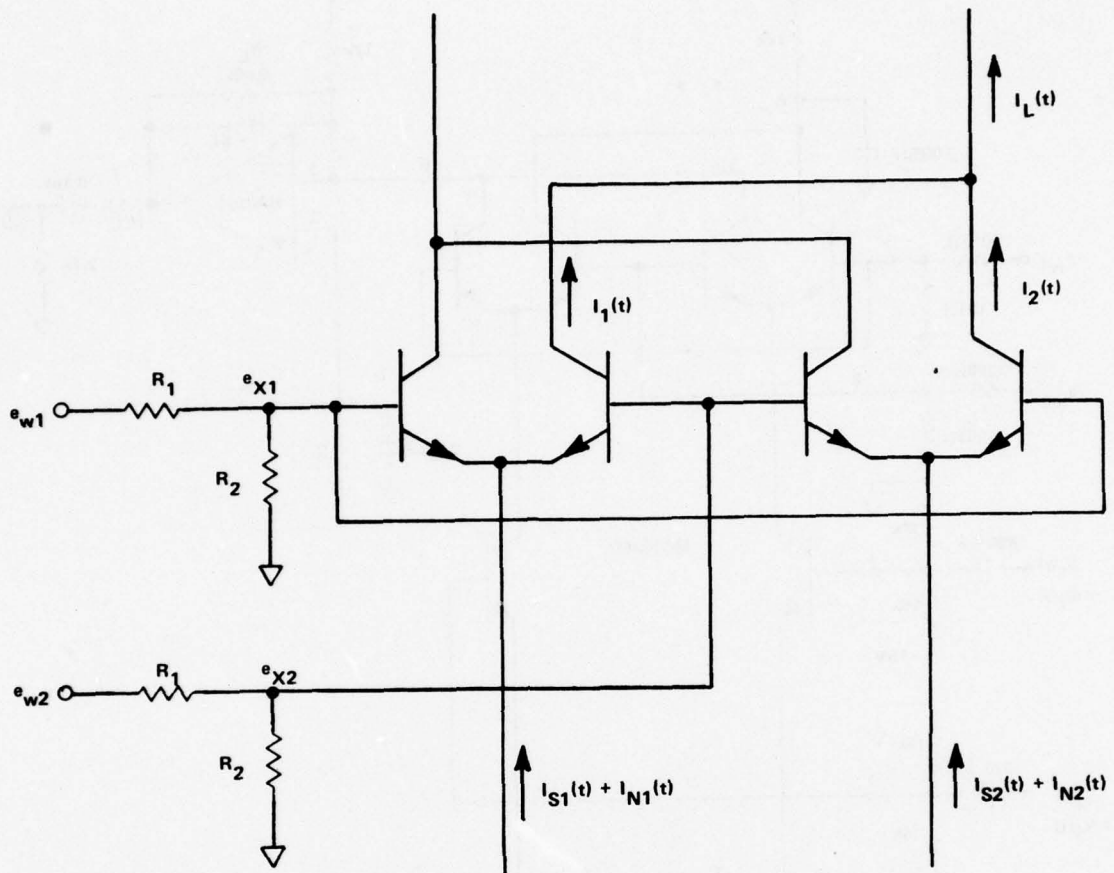 I_L(t)
I_1(t)
I_2(t)
R_1
e_X1
e_w1
R_2
R_1
e_X2
e_w2
R_2
I_S1(t) + I_N1(t)
I_S2(t) + I_N2(t)